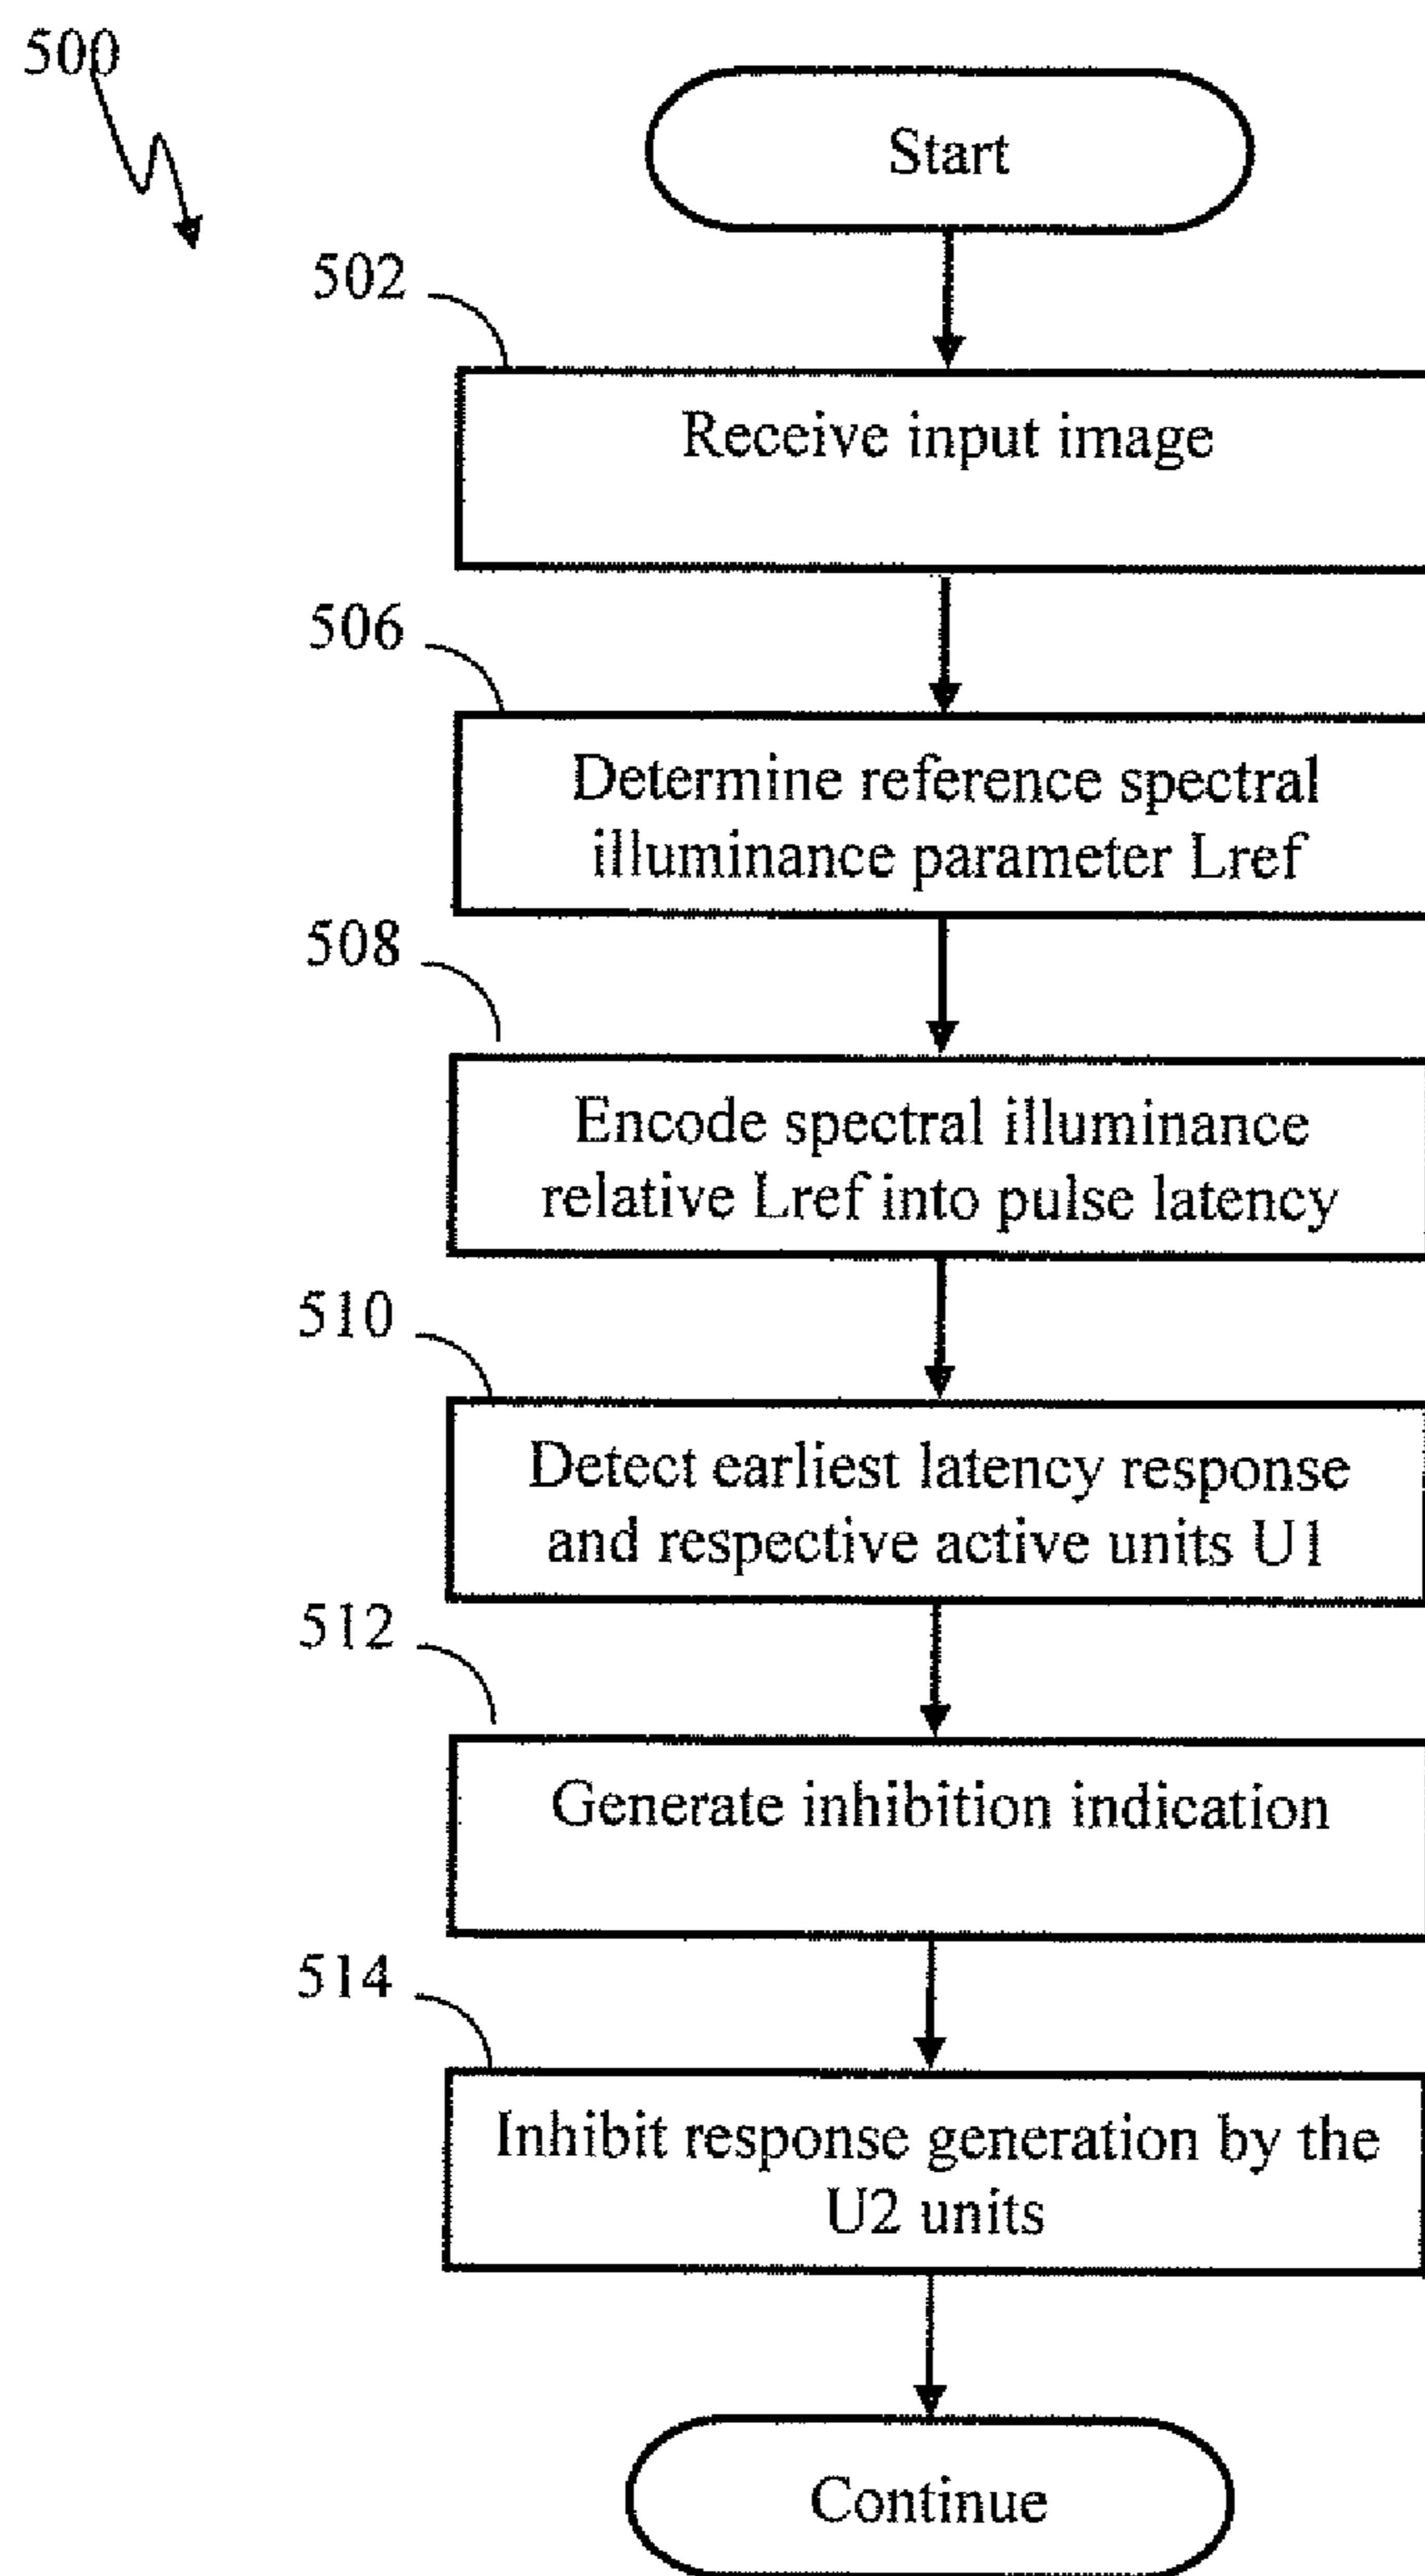 500
Start
502
Receive input image
506
Determine reference spectral
illuminance parameter Lref
508
Encode spectral illuminance
relative Lref into pulse latency
510
Detect earliest latency response
and respective active units U1
512
Generate inhibition indication
514
Inhibit response generation by the
U2 units
Continue